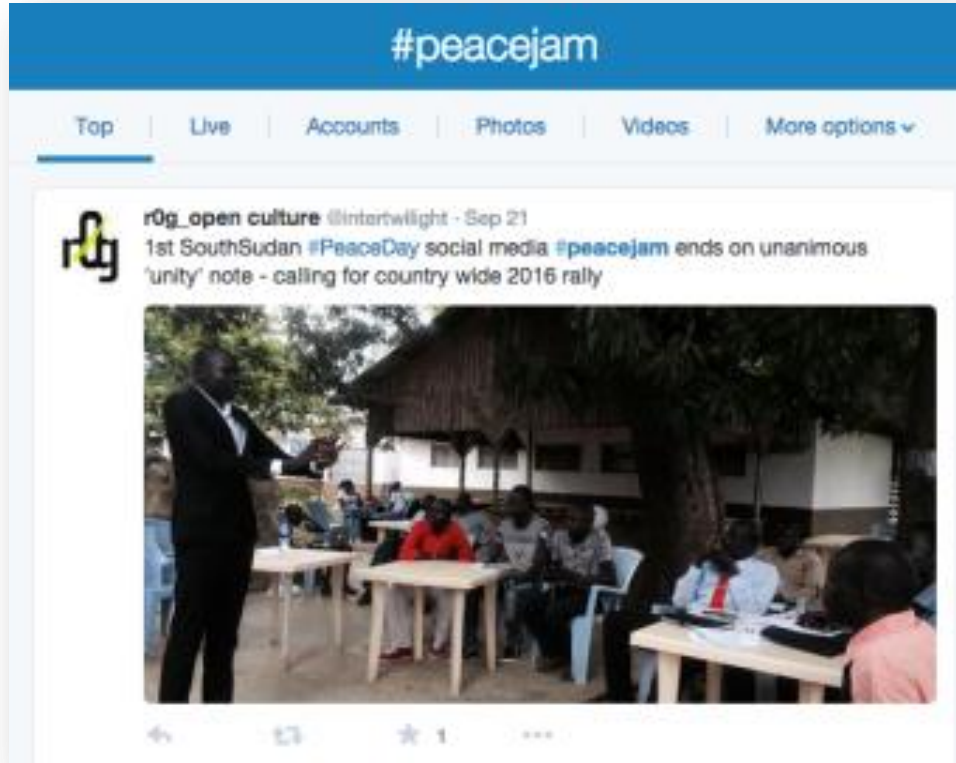 #peacejam
Top Live Accounts Photos Videos More options
r0g
r0g_open culture @intertwilight · Sep 21
1st SouthSudan #PeaceDay social media #peacejam ends on unanimous
'unity' note - calling for country wide 2016 rally
1